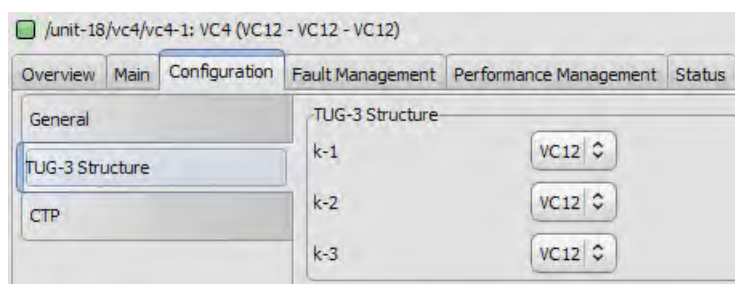 /unit-18/vc4/vc4-1: VC4 (VC12 - VC12 - VC12)
Overview Main Configuration Fault Management Performance Management Status
General
TUG-3 Structure
CTP
TUG-3 Structure
k-1 VC12
k-2 VC12
k-3 VC12